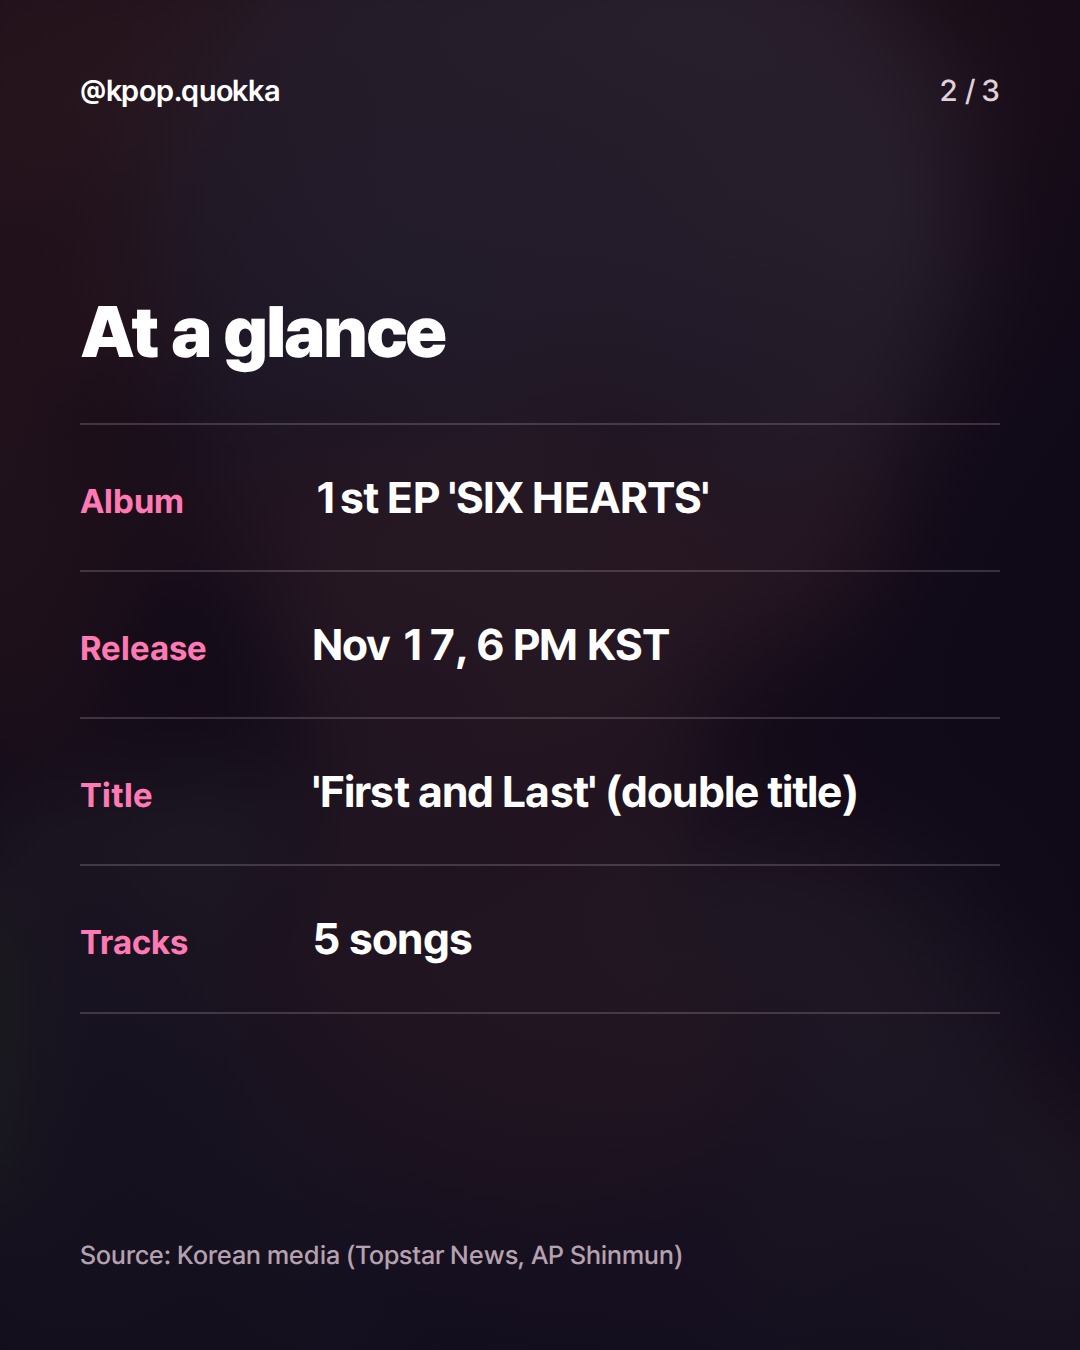 @kpop.quokka
2 / 3
At a glance
Album
1st EP 'SIX HEARTS'
Release
Nov 17, 6 PM KST
Title
'First and Last' (double title)
Tracks
5 songs
Source: Korean media (Topstar News, AP Shinmun)